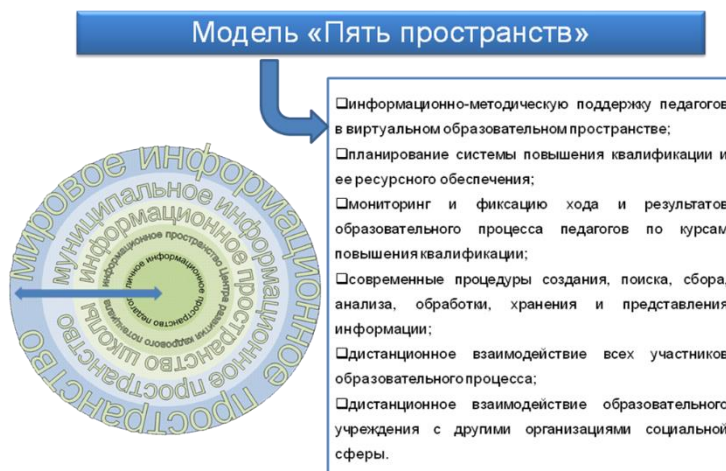 Модель «Пять пространств»
❑информационно-методическую поддержку педагогов
в виртуальном образовательном пространстве;
❑планирование системы повышения квалификации и
ее ресурсного обеспечения;
❑мониторинг и фиксацию хода и результатов
образовательного процесса педагогов по курсам
повышения квалификации;
❑современные процедуры создания, поиска, сбора,
анализа, обработки, хранения и представления
информации;
❑дистанционное взаимодействие всех участников
образовательного процесса;
❑дистанционное взаимодействие образовательного
учреждения с другими организациями социальной
сферы.
мировое информационное пространство
муниципальное информационное пространство
информационное пространство школы
информационное пространство центра развития кадрового потенциала
личное информационное пространство педагог